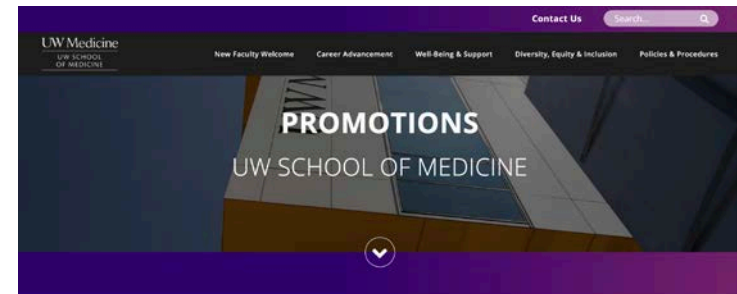 Contact Us Search...
UW Medicine
UW SCHOOL
OF MEDICINE
New Faculty Welcome Career Advancement Well-Being & Support Diversity, Equity & Inclusion Policies & Procedures
PROMOTIONS
UW SCHOOL OF MEDICINE